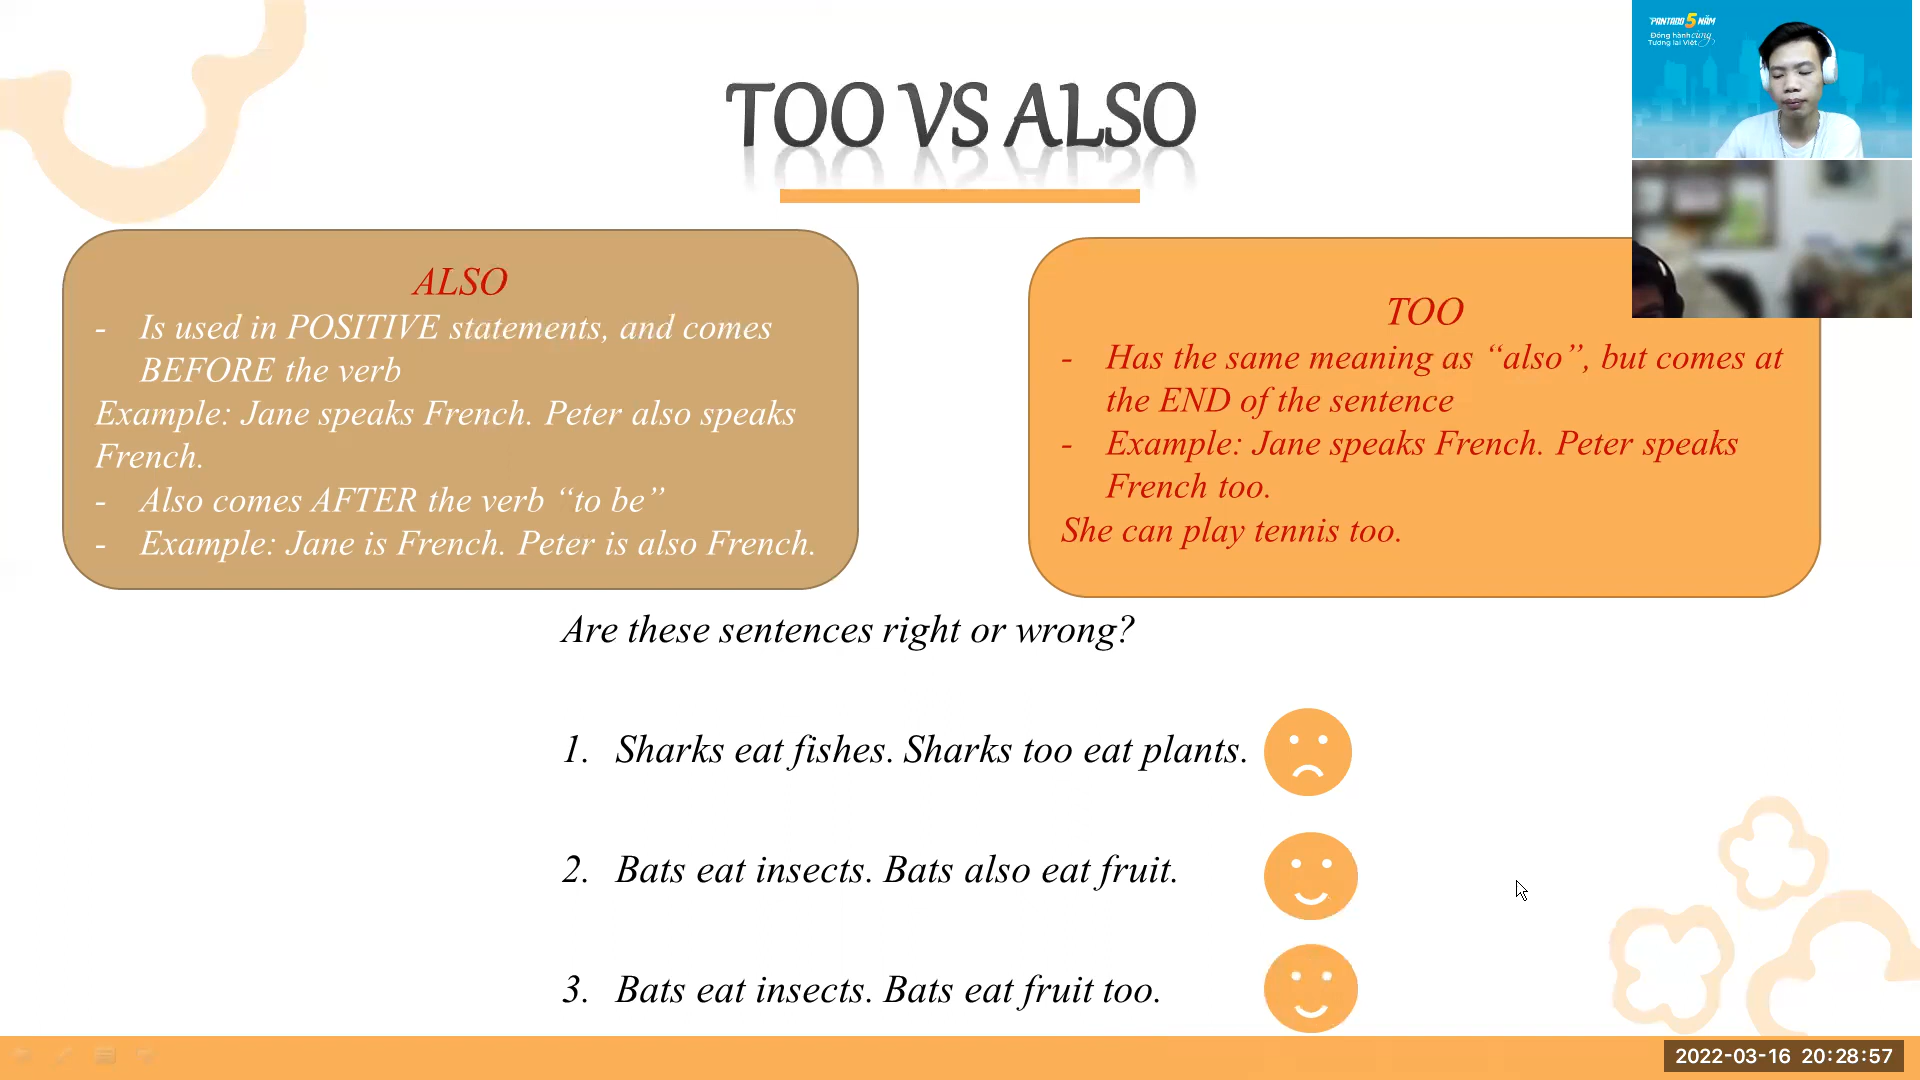 PANTADO 5 NĂM
Đồng hành cùng
Tương lai Việt
TOO VS ALSO
ALSO
- Is used in POSITIVE statements, and comes
BEFORE the verb
Example: Jane speaks French. Peter also speaks
French.
- Also comes AFTER the verb “to be”
- Example: Jane is French. Peter is also French.
TOO
- Has the same meaning as “also”, but comes at
the END of the sentence
- Example: Jane speaks French. Peter speaks
French too.
She can play tennis too.
Are these sentences right or wrong?
1. Sharks eat fishes. Sharks too eat plants.
2. Bats eat insects. Bats also eat fruit.
3. Bats eat insects. Bats eat fruit too.
2022-03-16 20:28:57